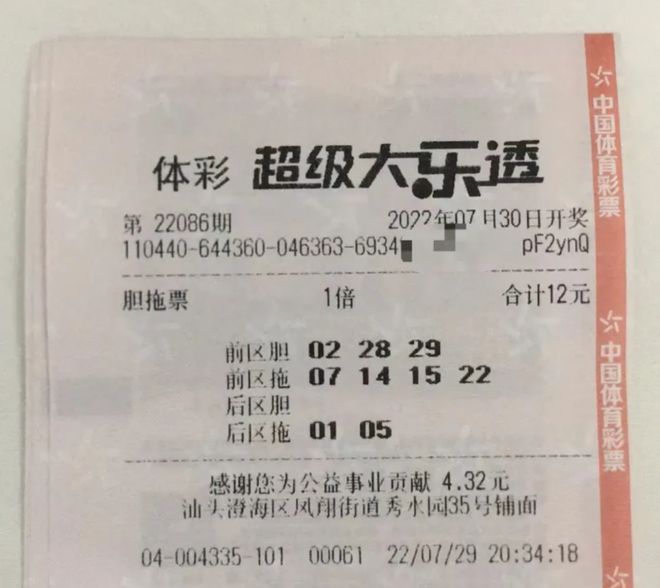 体彩 超级大乐透
第 22086期 2022年07月30日开奖
110440-644360-046363-6934 pF2ynQ
胆拖票 1倍 合计12元
前区胆 02 28 29
前区拖 07 14 15 22
后区胆
后区拖 01 05
感谢您为公益事业贡献 4.32元
汕头澄海区凤翔街道秀水园35号铺面
04-004335-101 00061 22/07/29 20:34:18
中国体育彩票
中国体育彩票